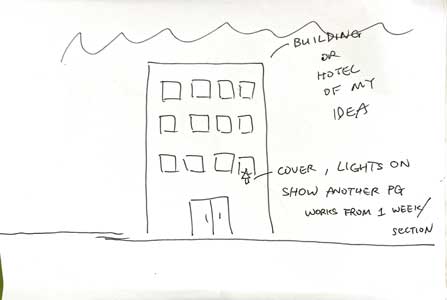 BUILDING
OR
HOTEL
OF MY
IDEA
COVER, LIGHTS ON
SHOW ANOTHER PG
WORKS FROM 1 WEEK/
SECTION